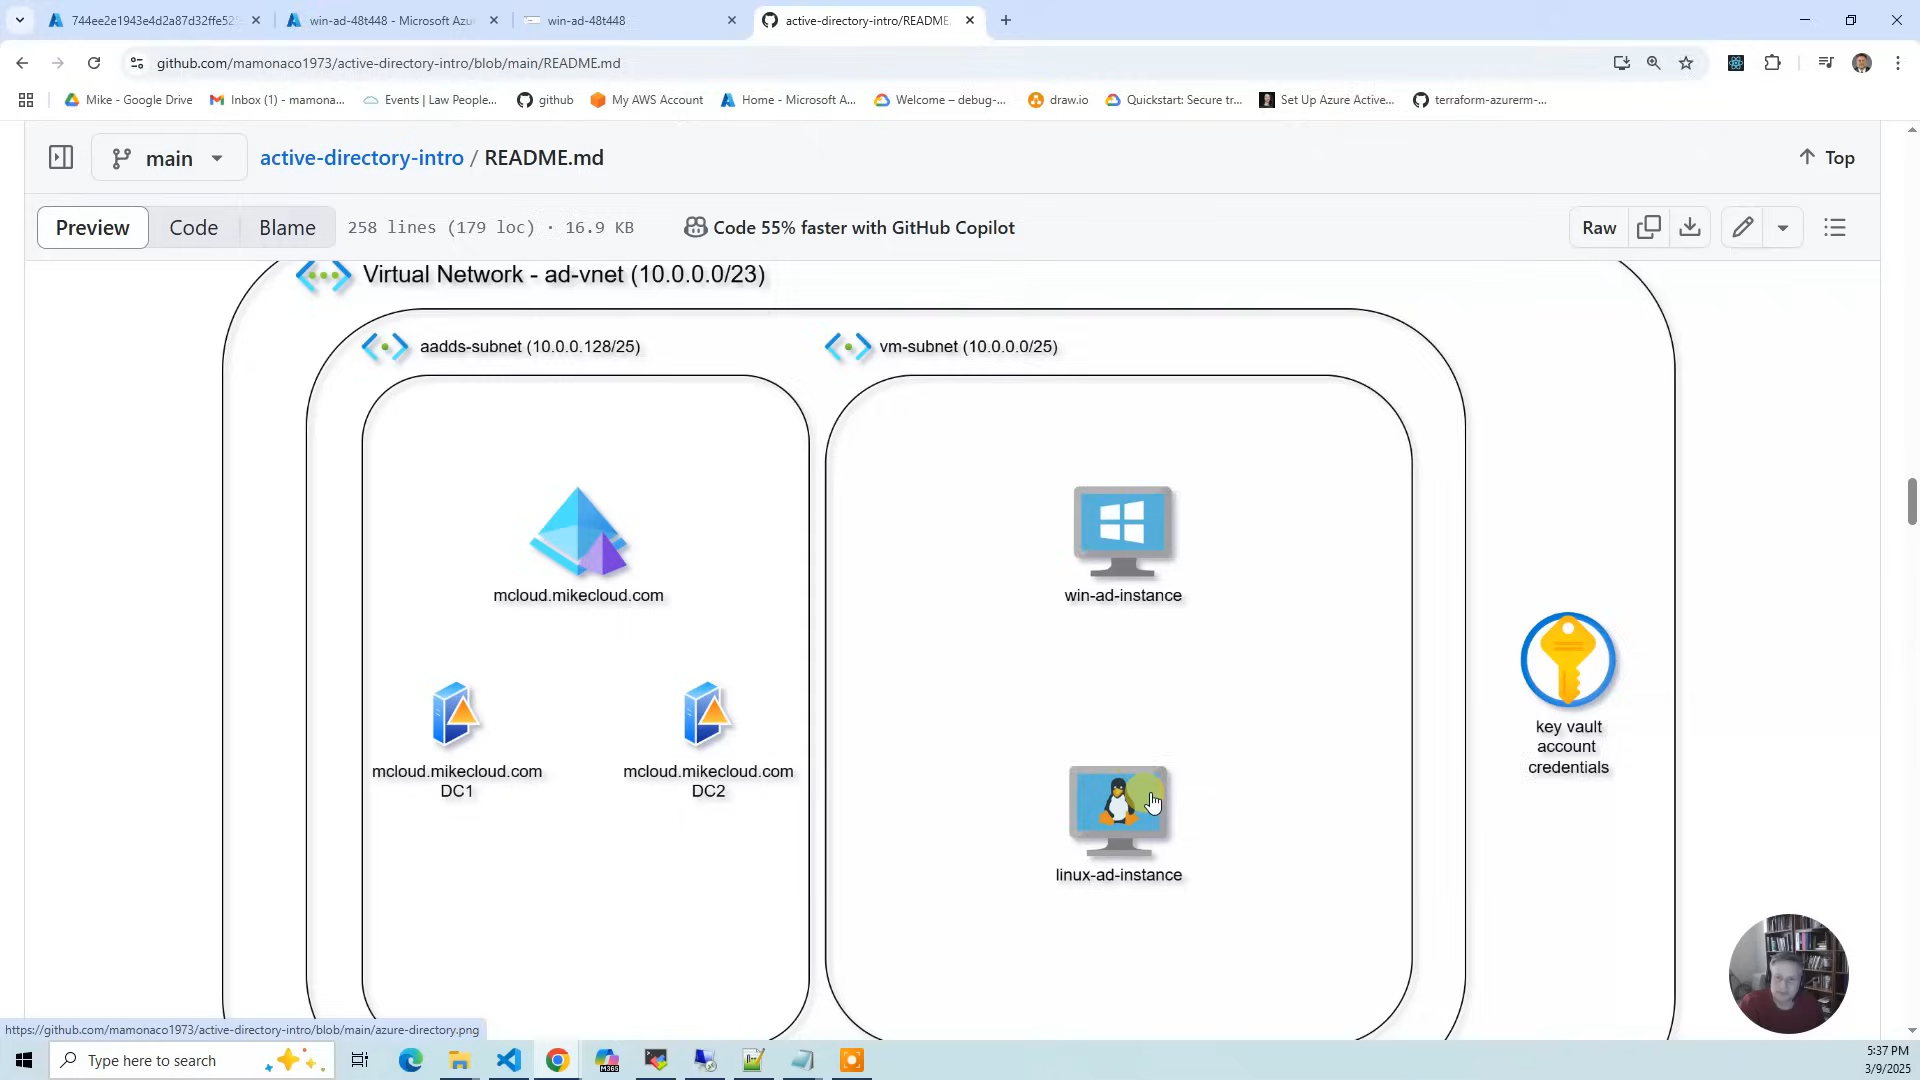 744ee2e1943e4d2a87d32ffe52
win-ad-48t448 - Microsoft Azu
win-ad-48t448
active-directory-intro/README
github.com/mamonaco1973/active-directory-intro/blob/main/README.md
Mike - Google Drive
Inbox (1) - mamona...
Events | Law People...
github
My AWS Account
Home - Microsoft A...
Welcome – debug-...
draw.io
Quickstart: Secure tr...
Set Up Azure Active...
terraform-azurerm-...
main
active-directory-intro / README.md
Top
Preview
Code
Blame
258 lines (179 loc) · 16.9 KB
Code 55% faster with GitHub Copilot
Raw
Virtual Network - ad-vnet (10.0.0.0/23)
aadds-subnet (10.0.0.128/25)
vm-subnet (10.0.0.0/25)
mcloud.mikecloud.com
win-ad-instance
key vault
account
credentials
mcloud.mikecloud.com
DC1
mcloud.mikecloud.com
DC2
linux-ad-instance
https://github.com/mamonaco1973/active-directory-intro/blob/main/azure-directory.png
Type here to search
M365
5:37 PM
3/9/2025